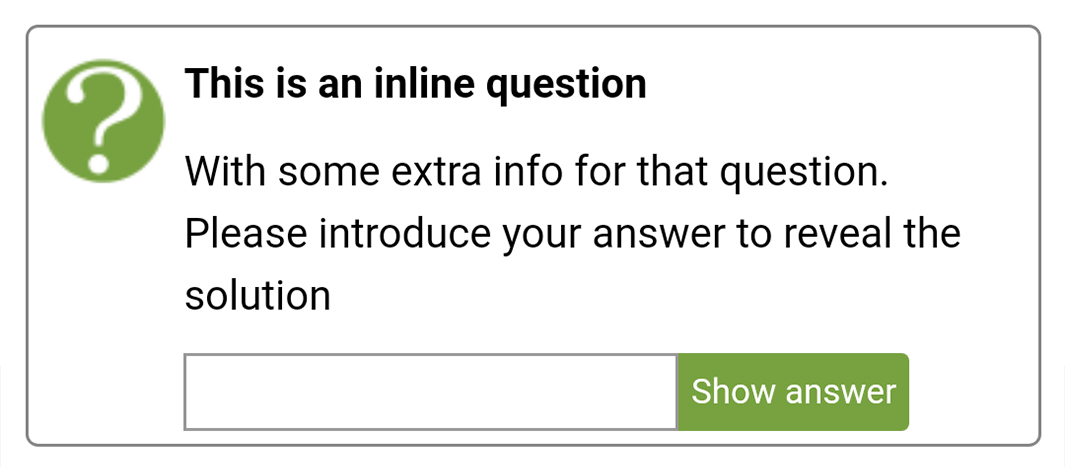 This is an inline question
With some extra info for that question.
Please introduce your answer to reveal the
solution
Show answer